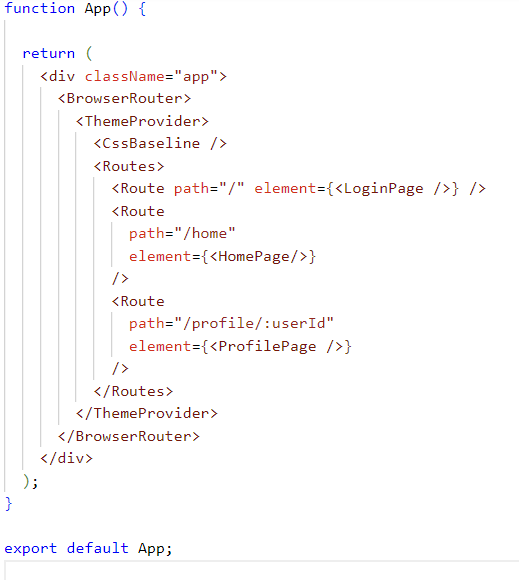 function App() {
return (
<div className="app">
<BrowserRouter>
<ThemeProvider>
<CssBaseline />
<Routes>
<Route path="/" element={<LoginPage />} />
<Route
path="/home"
element={<HomePage/>}
/>
<Route
path="/profile/:userId"
element={<ProfilePage />}
/>
</Routes>
</ThemeProvider>
</BrowserRouter>
</div>
);
}
export default App;